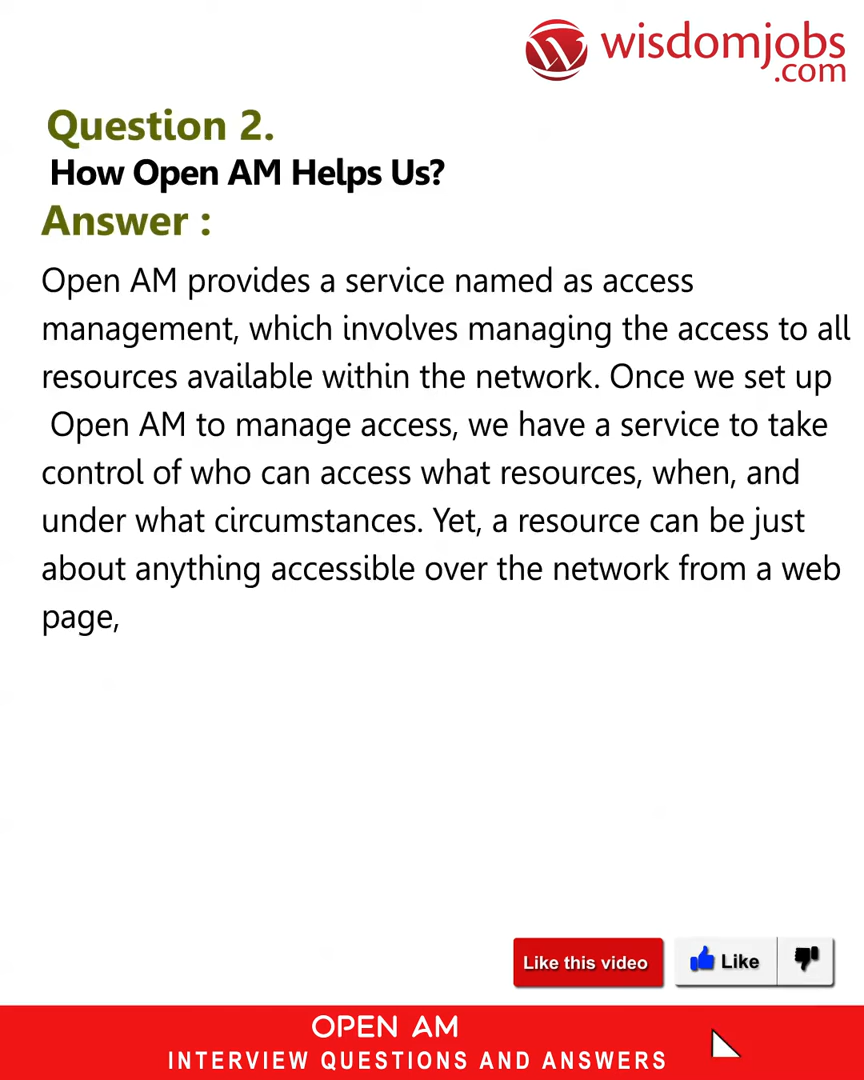 wisdomjobs
.com
Question 2.
How Open AM Helps Us?
Answer :
Open AM provides a service named as access
management, which involves managing the access to all
resources available within the network. Once we set up
Open AM to manage access, we have a service to take
control of who can access what resources, when, and
under what circumstances. Yet, a resource can be just
about anything accessible over the network from a web
page,
Like this video
Like
OPEN AM
INTERVIEW QUESTIONS AND ANSWERS